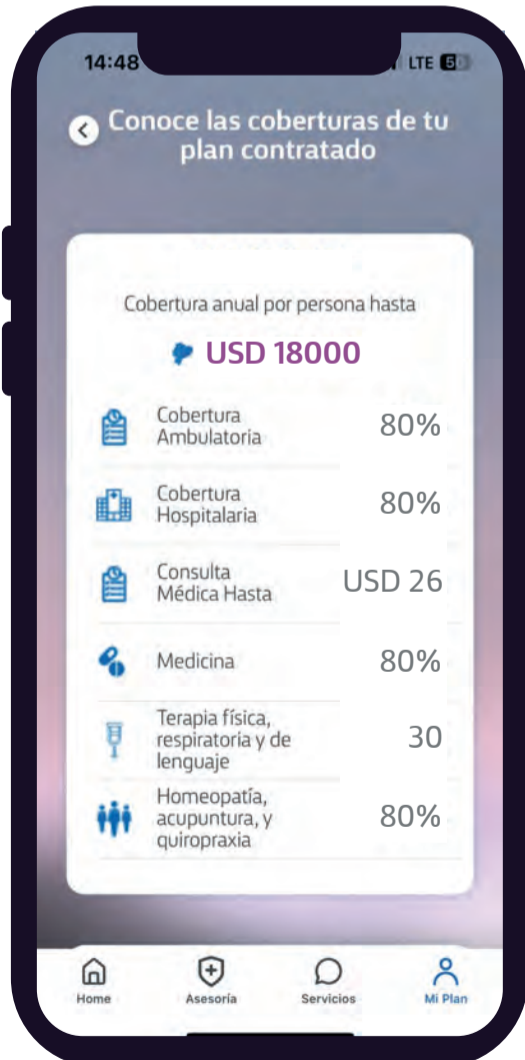 14:48
LTE 50
Conoce las coberturas de tu
plan contratado
Cobertura anual por persona hasta
USD 18000
Cobertura
Ambulatoria
80%
Cobertura
Hospitalaria
80%
Consulta
Médica Hasta
USD 26
Medicina
80%
Terapia física,
respiratoria y de
lenguaje
30
Homeopatía,
acupuntura, y
quiropraxia
80%
Home
Asesoría
Servicios
Mi Plan